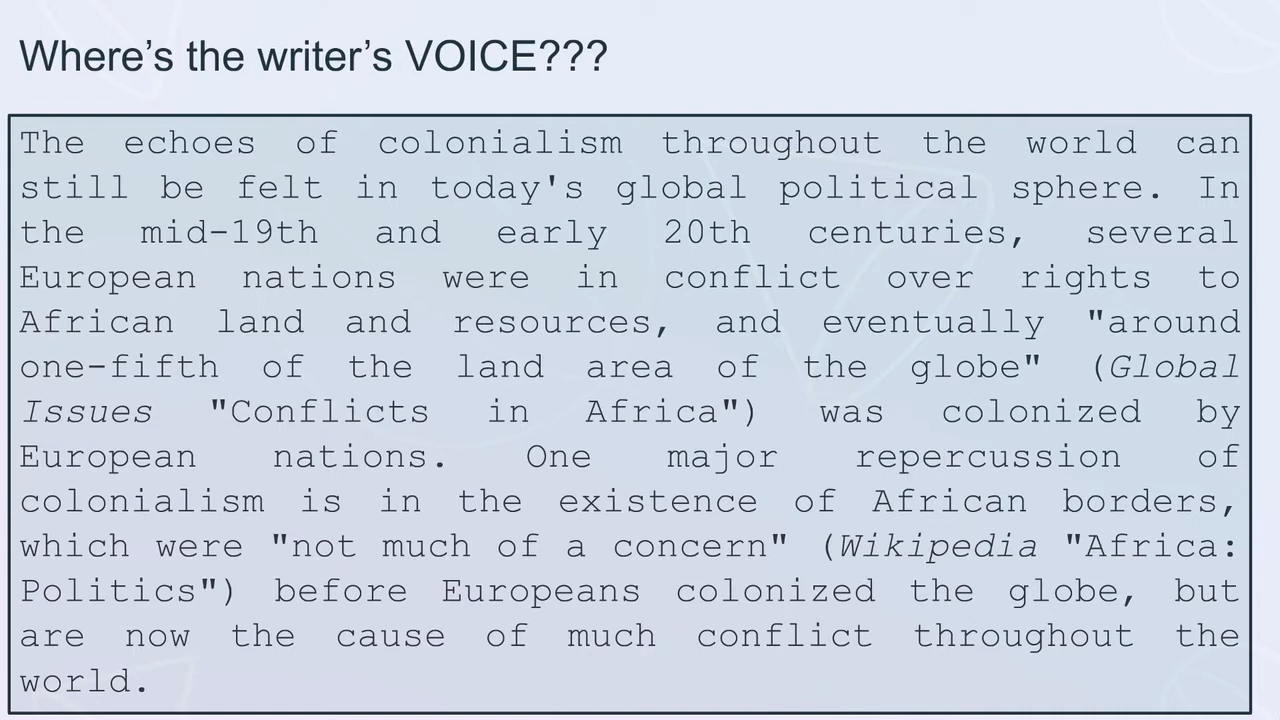 Where’s the writer’s VOICE???
The echoes of colonialism throughout the world can
still be felt in today's global political sphere. In
the mid-19th and early 20th centuries, several
European nations were in conflict over rights to
African land and resources, and eventually "around
one-fifth of the land area of the globe" (Global
Issues "Conflicts in Africa") was colonized by
European nations. One major repercussion of
colonialism is in the existence of African borders,
which were "not much of a concern" (Wikipedia "Africa:
Politics") before Europeans colonized the globe, but
are now the cause of much conflict throughout the
world.